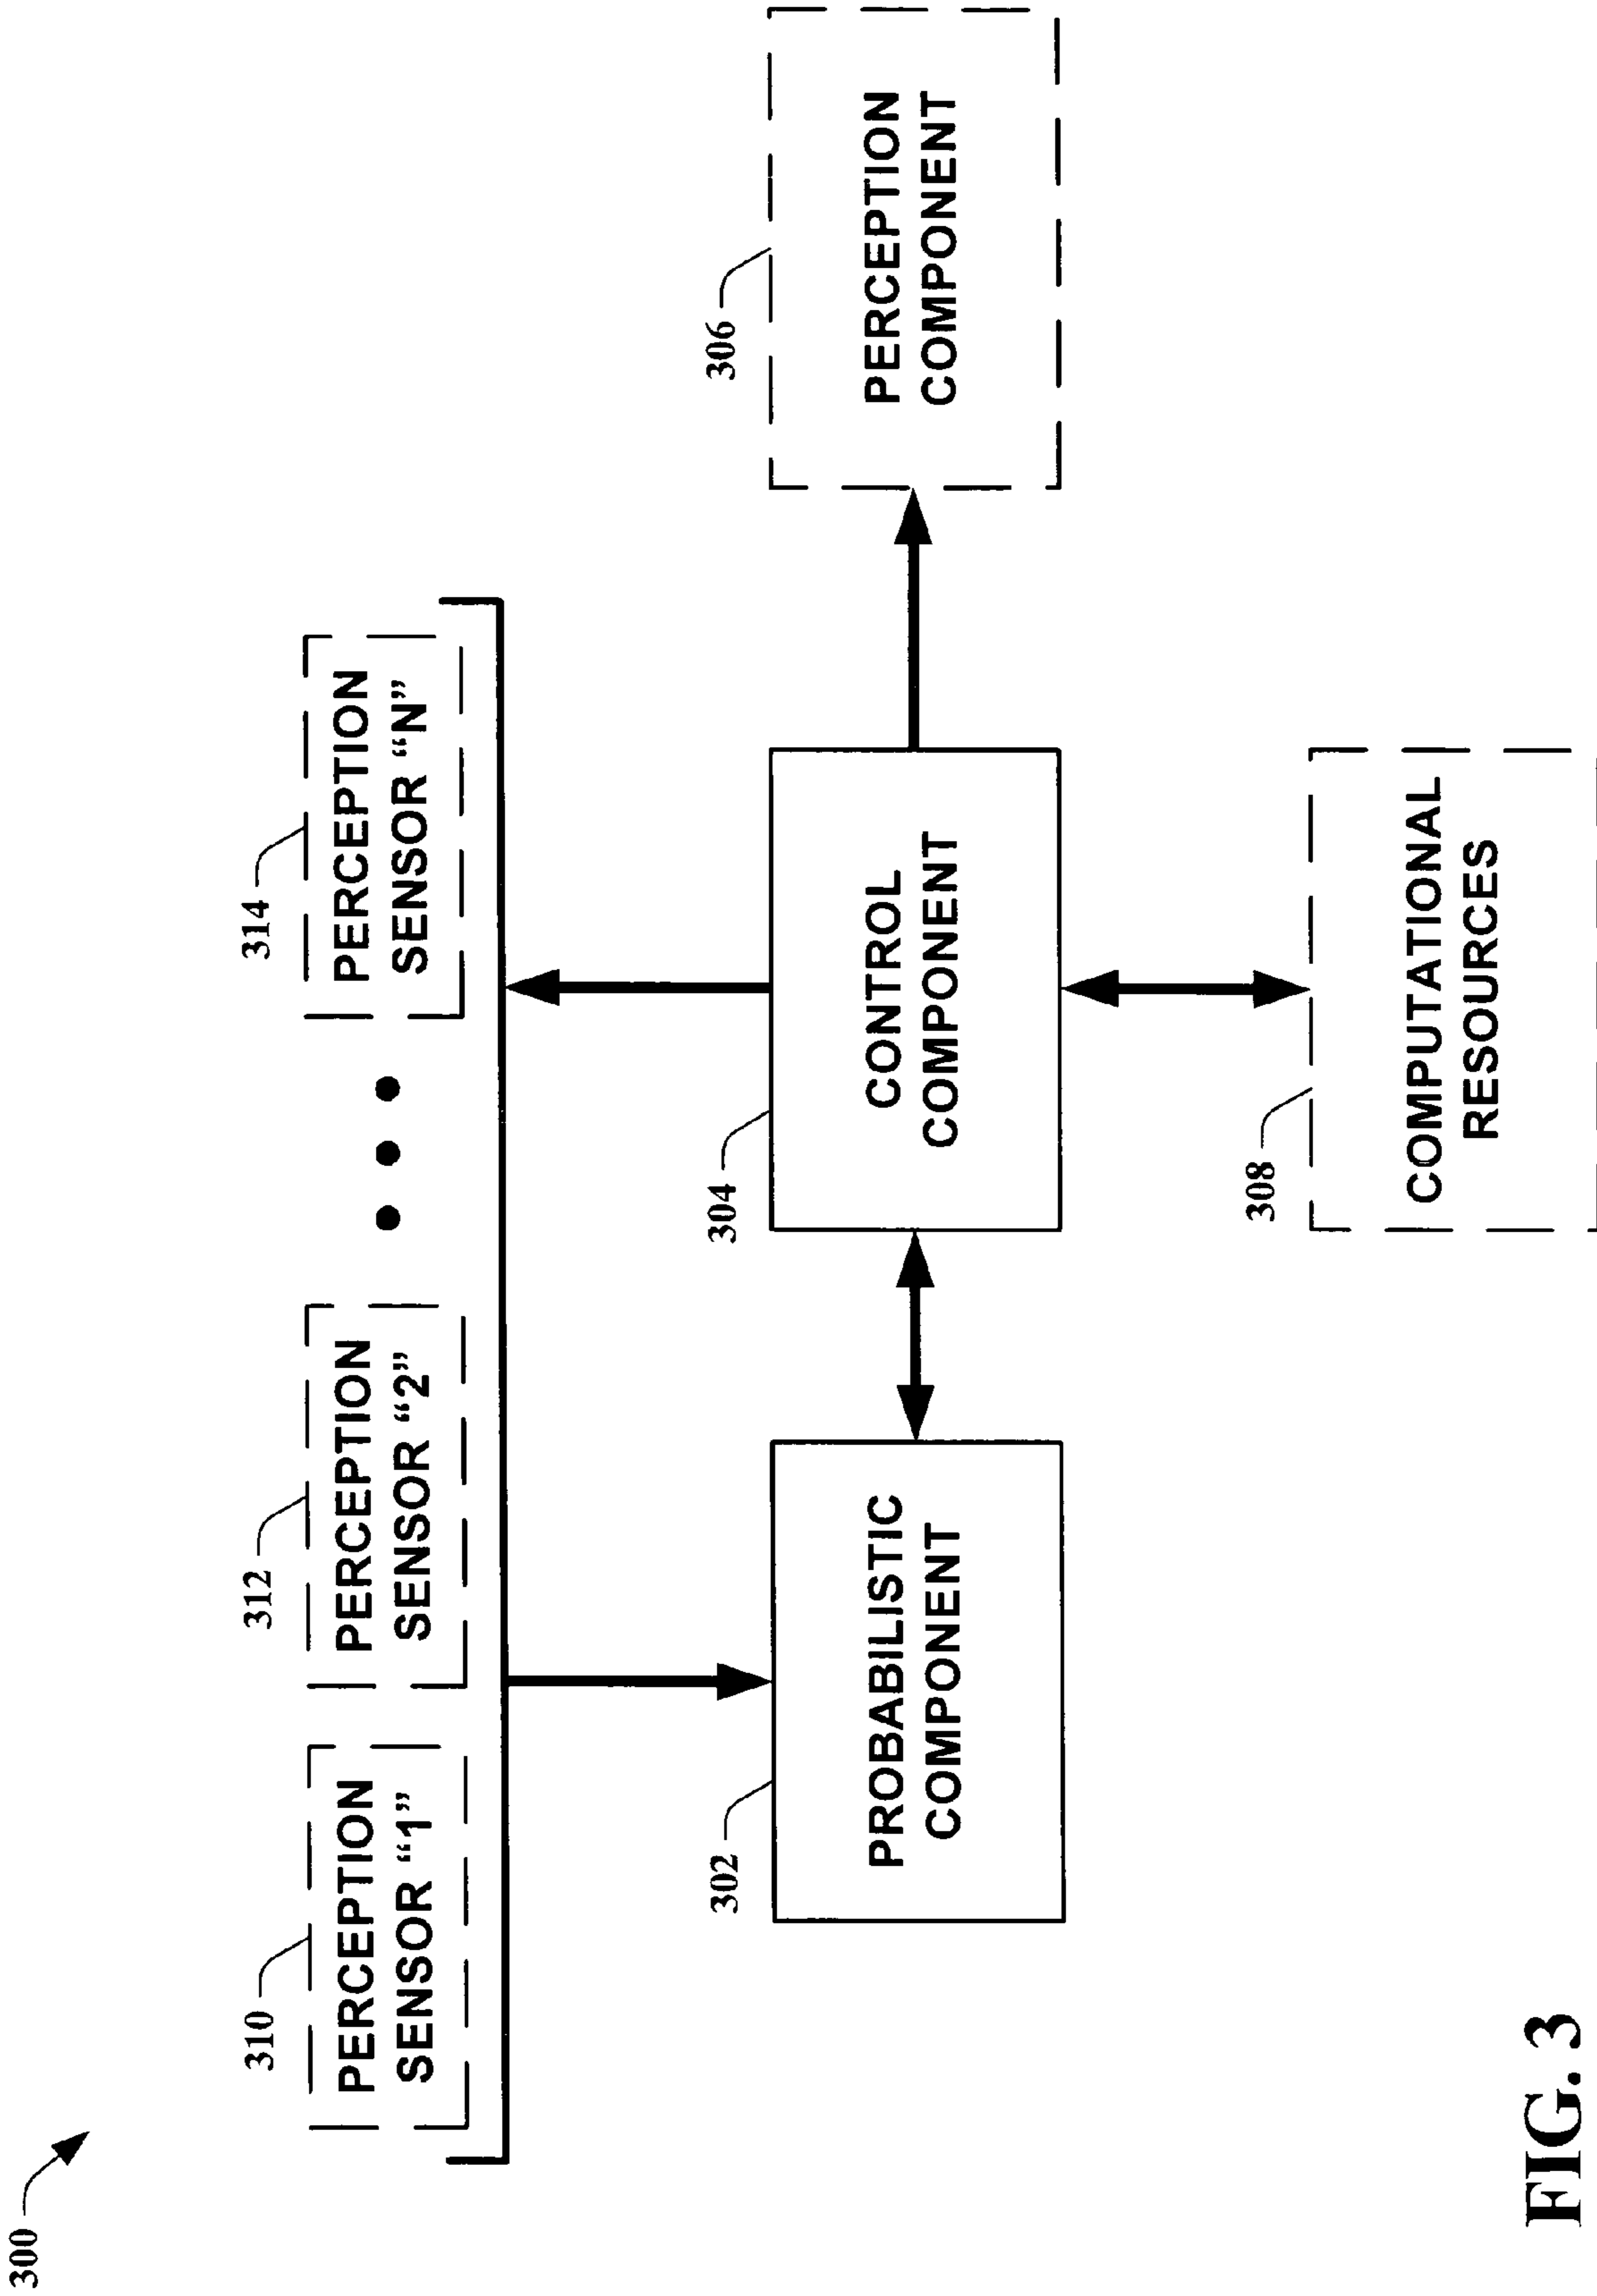 300
310
PERCEPTION
SENSOR “1”
312
PERCEPTION
SENSOR “2”
314
PERCEPTION
SENSOR “N”
302
PROBABILISTIC
COMPONENT
304
CONTROL
COMPONENT
306
PERCEPTION
COMPONENT
308
COMPUTATIONAL
RESOURCES
FIG. 3